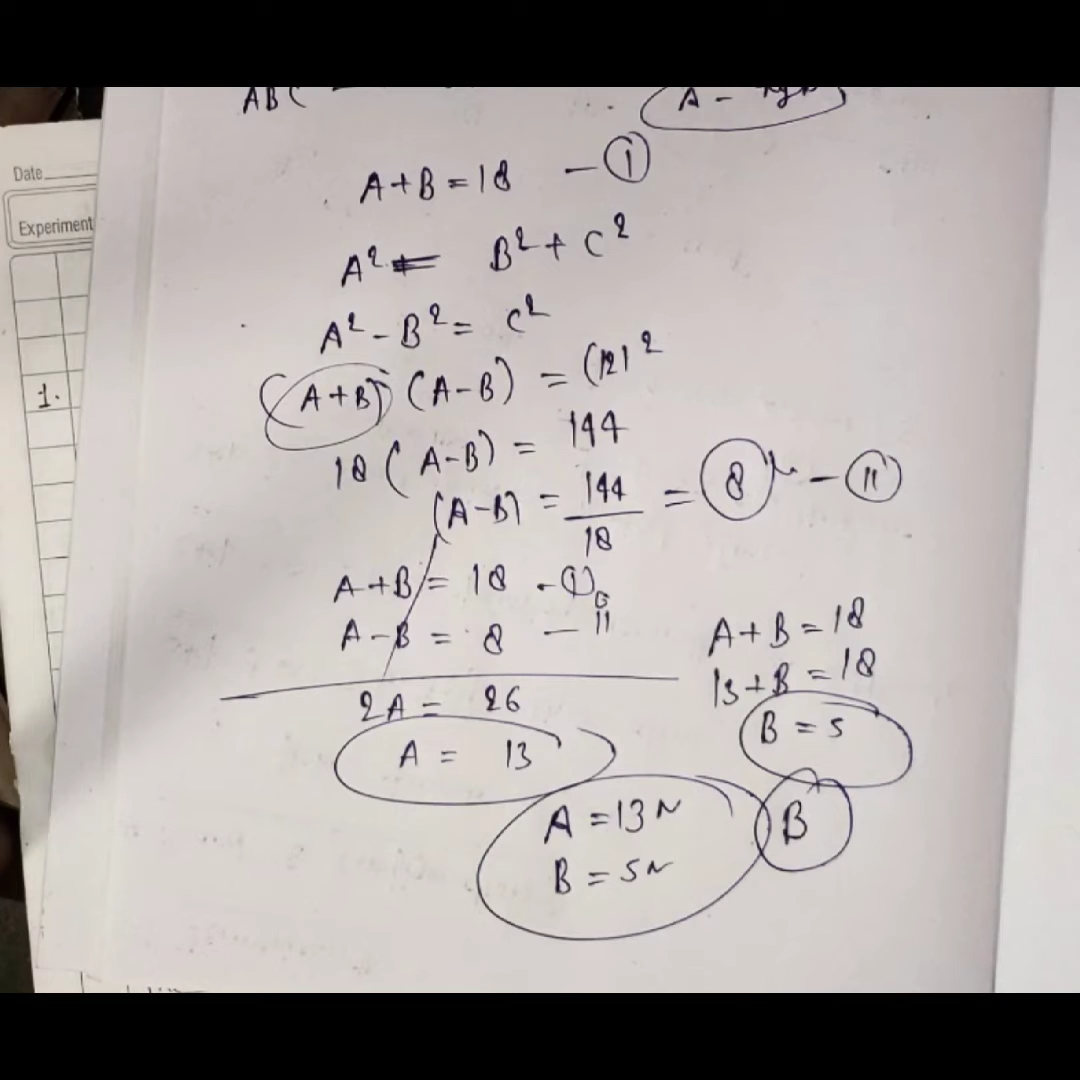 ABC
A -
A + B = 18 — (i)
A² = B² + C²
A² - B² = C²
(A+B) (A-B) = (12)²
18 (A-B) = 144
(A-B) = 144/18 = 8 — (ii)
A+B = 18 - (i)
A-B = 8 — ii
2A = 26
A = 13
A+B = 18
13+B = 18
B = 5
A = 13N
B = 5N
B
Date
Experiment
1.